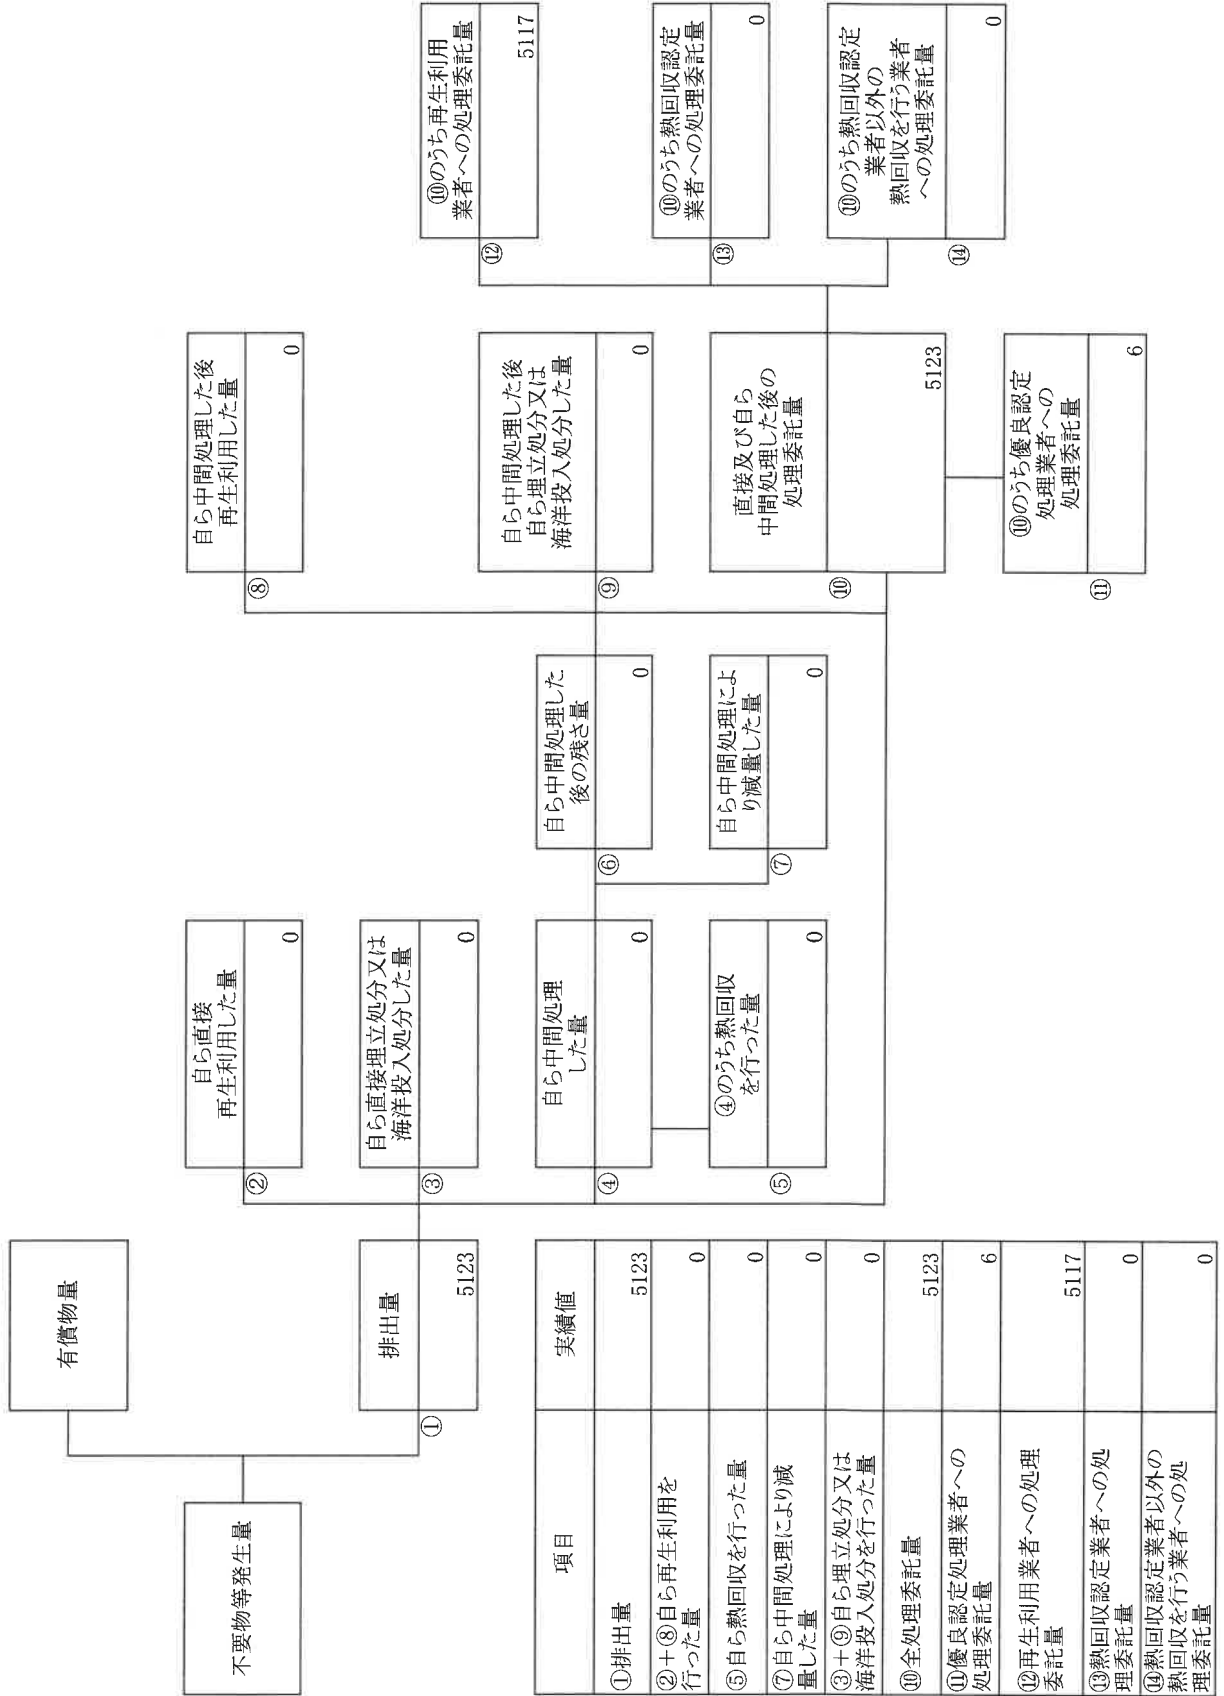 不要物等発生量
有償物量
排出量
①
5123
自ら直接
再生利用した量
②
0
自ら直接埋立処分又は
海洋投入処分した量
③
0
自ら中間処理
した量
④
0
④のうち熱回収
を行った量
⑤
0
自ら中間処理した
後の残さ量
⑥
0
自ら中間処理によ
り減量した量
⑦
0
自ら中間処理した後
再生利用した量
⑧
0
自ら中間処理した後
自ら埋立処分又は
海洋投入処分した量
⑨
0
直接及び自ら
中間処理した後の
処理委託量
⑩
5123
⑩のうち優良認定
処理業者への
処理委託量
⑪
6
⑩のうち再生利用
業者への処理委託量
⑫
5117
⑩のうち熱回収認定
業者への処理委託量
⑬
0
⑩のうち熱回収認定
業者以外の
熱回収を行う業者
への処理委託量
⑭
0
項目 実績値
①排出量 5123
②+⑧自ら再生利用を
行った量 0
⑤自ら熱回収を行った量 0
⑦自ら中間処理により減
量した量 0
③+⑨自ら埋立処分又は
海洋投入処分を行った量 0
⑩全処理委託量 5123
⑪優良認定処理業者への
処理委託量 6
⑫再生利用業者への処理
委託量 5117
⑬熱回収認定業者への処
理委託量 0
⑭熱回収認定業者以外の
熱回収を行う業者への処
理委託量 0